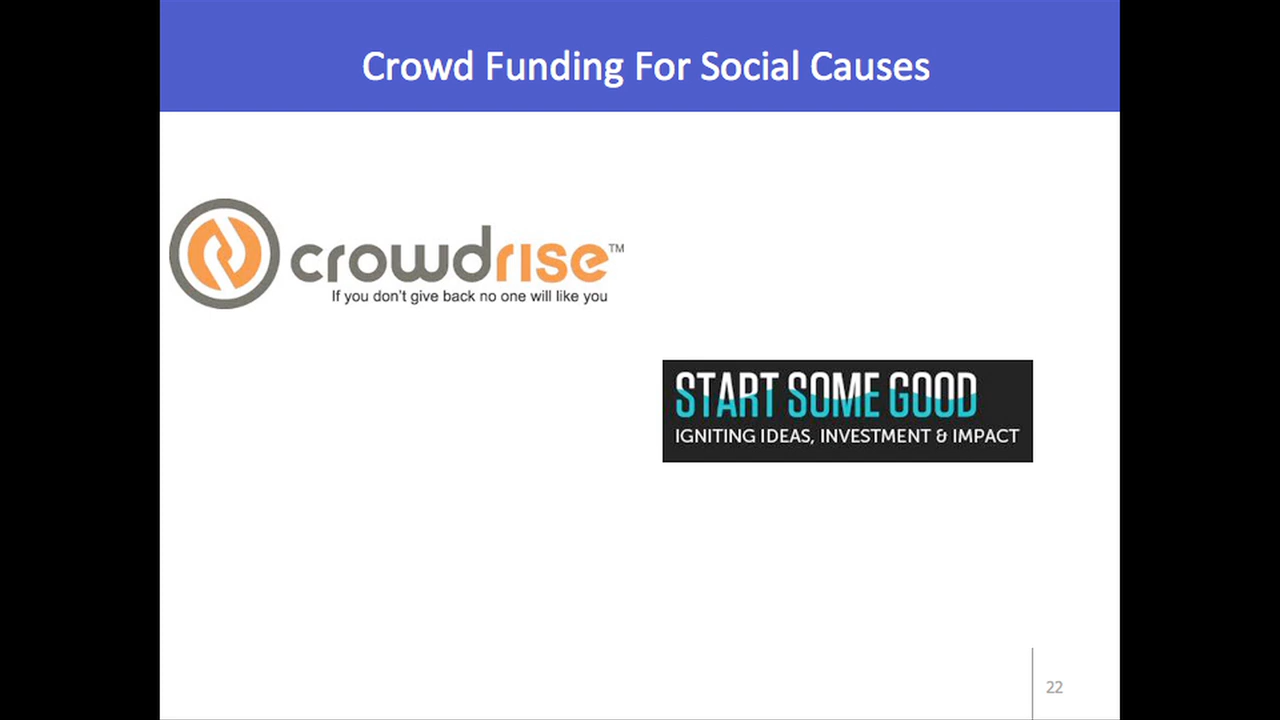 Crowd Funding For Social Causes
crowdrise™
If you don't give back no one will like you
START SOME GOOD
IGNITING IDEAS, INVESTMENT & IMPACT
22